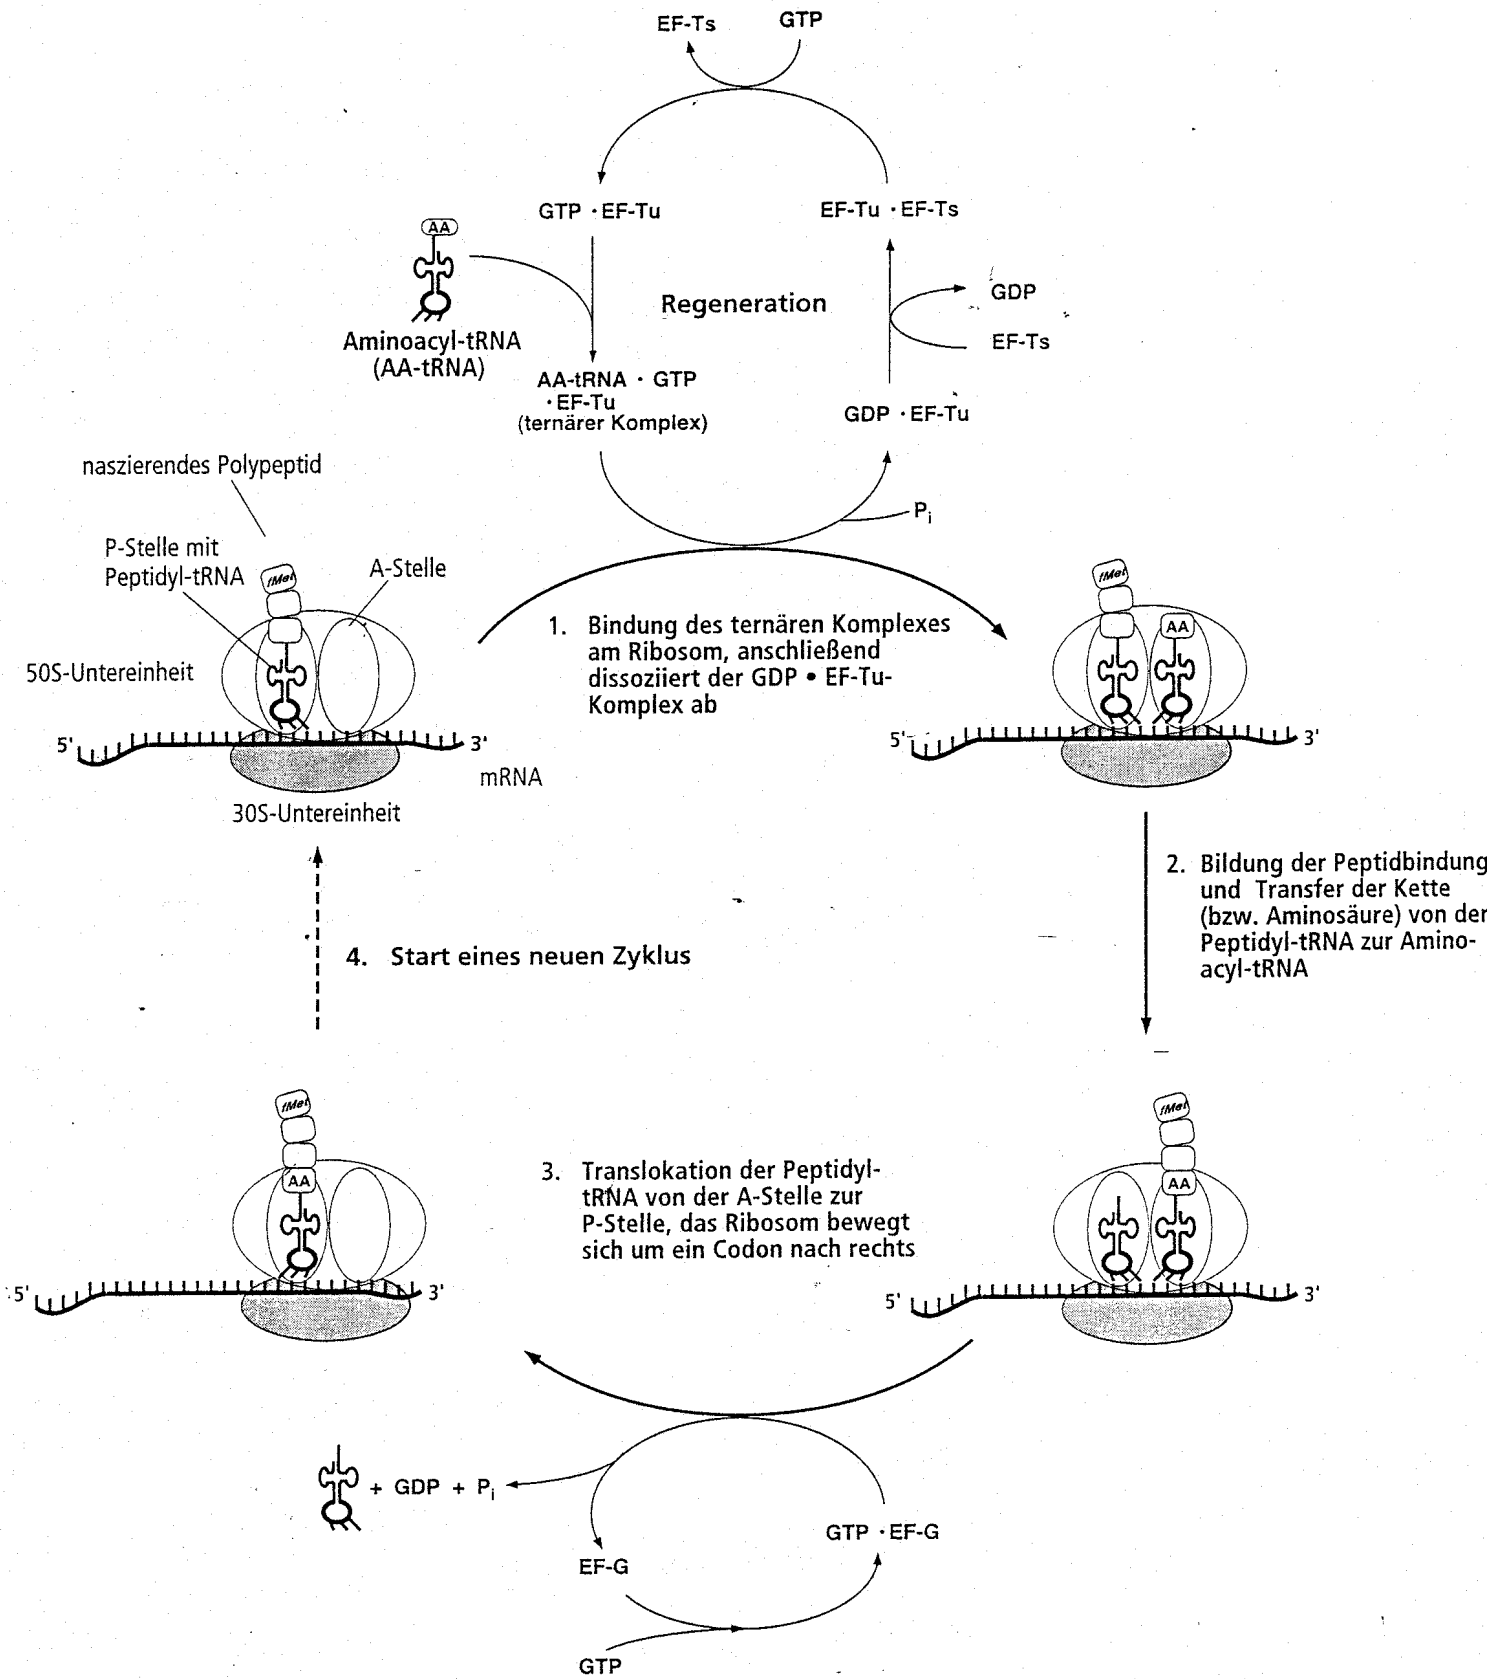 EF-Ts
GTP
GTP · EF-Tu
EF-Tu · EF-Ts
AA
Regeneration
GDP
EF-Ts
Aminoacyl-tRNA
(AA-tRNA)
AA-tRNA · GTP
· EF-Tu
(ternärer Komplex)
GDP · EF-Tu
naszierendes Polypeptid
Pi
P-Stelle mit
Peptidyl-tRNA
A-Stelle
fMet
50S-Untereinheit
5'
3'
mRNA
30S-Untereinheit
1. Bindung des ternären Komplexes
am Ribosom, anschließend
dissoziiert der GDP • EF-Tu-
Komplex ab
fMet
AA
5'
3'
2. Bildung der Peptidbindung
und Transfer der Kette
(bzw. Aminosäure) von der
Peptidyl-tRNA zur Amino-
acyl-tRNA
4. Start eines neuen Zyklus
fMet
AA
5'
3'
3. Translokation der Peptidyl-
tRNA von der A-Stelle zur
P-Stelle, das Ribosom bewegt
sich um ein Codon nach rechts
fMet
AA
5'
3'
+ GDP + Pi
GTP · EF-G
EF-G
GTP